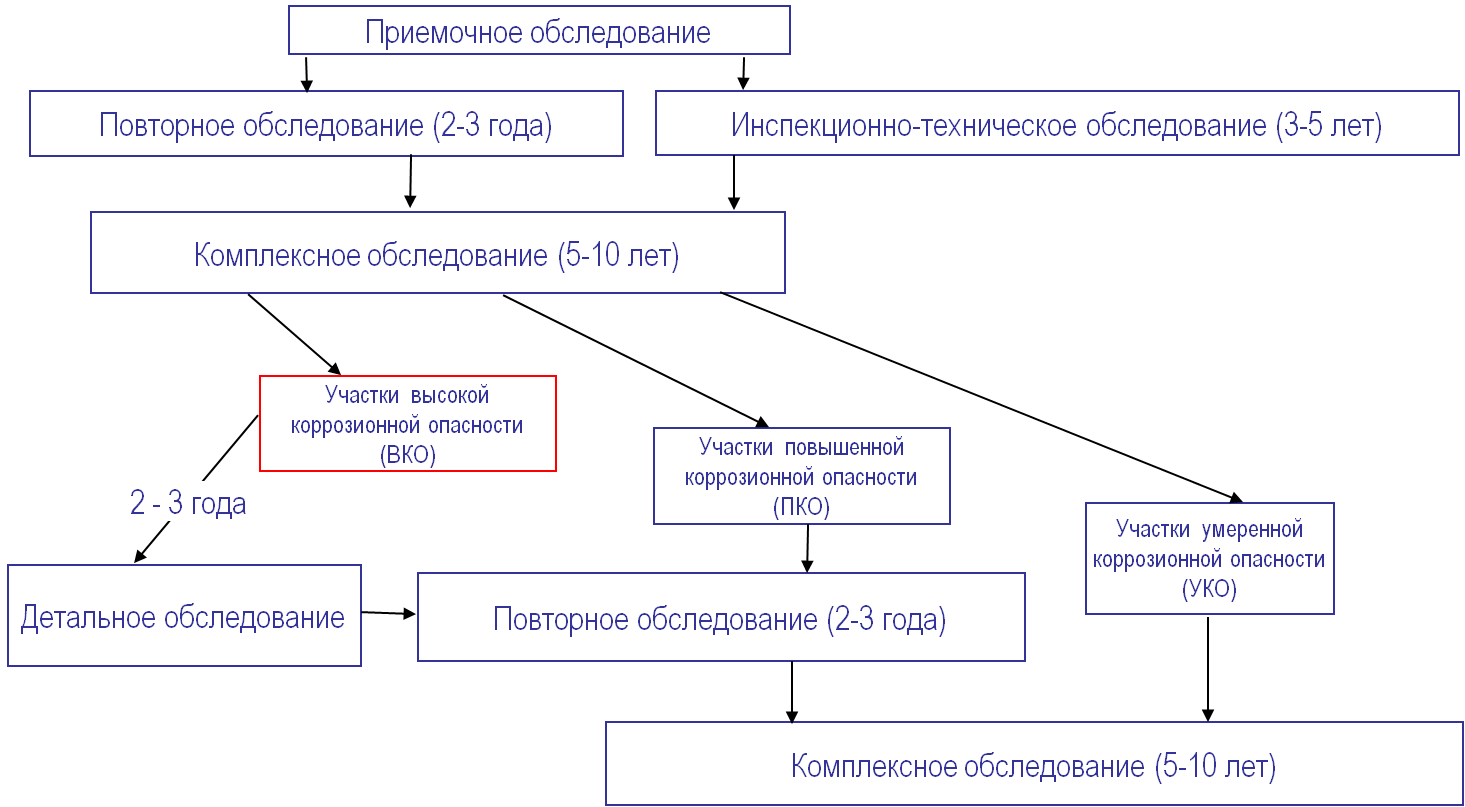 Приемочное обследование
Повторное обследование (2-3 года)
Инспекционно-техническое обследование (3-5 лет)
Комплексное обследование (5-10 лет)
Участки высокой
коррозионной опасности
(ВКО)
Участки повышенной
коррозионной опасности
(ПКО)
2 - 3 года
Участки умеренной
коррозионной опасности
(УКО)
Детальное обследование
Повторное обследование (2-3 года)
Комплексное обследование (5-10 лет)